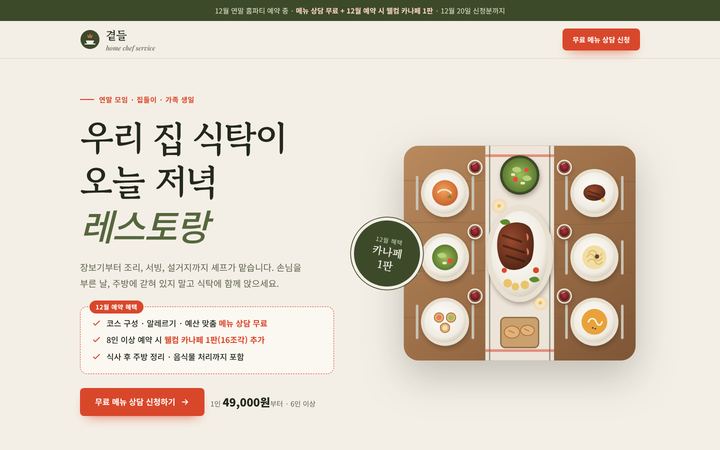 12월 연말 홈파티 예약 중 · 메뉴 상담 무료 + 12월 예약 시 웰컴 카나페 1판 · 12월 20일 신청분까지
곁들
home chef service
무료 메뉴 상담 신청
연말 모임 · 집들이 · 가족 생일
우리 집 식탁이
오늘 저녁
레스토랑
장보기부터 조리, 서빙, 설거지까지 셰프가 맡습니다. 손님을
부른 날, 주방에 갇혀 있지 말고 식탁에 함께 앉으세요.
12월 예약 혜택
코스 구성 · 알레르기 · 예산 맞춤 메뉴 상담 무료
8인 이상 예약 시 웰컴 카나페 1판(16조각) 추가
식사 후 주방 정리 · 음식물 처리까지 포함
무료 메뉴 상담 신청하기 →
1인 49,000원부터 · 6인 이상
12월 혜택
카나페
1판